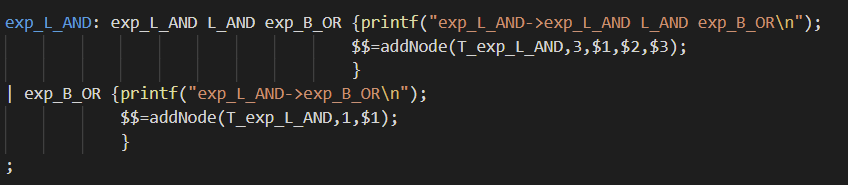 exp_L_AND: exp_L_AND L_AND exp_B_OR {printf("exp_L_AND->exp_L_AND L_AND exp_B_OR\n");
$$=addNode(T_exp_L_AND,3,$1,$2,$3);
}
| exp_B_OR {printf("exp_L_AND->exp_B_OR\n");
$$=addNode(T_exp_L_AND,1,$1);
}
;